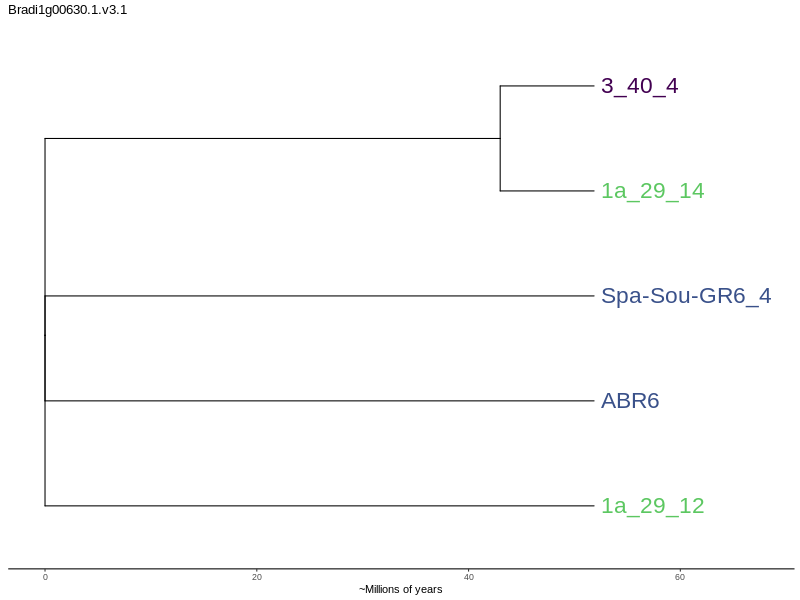 Bradi1g00630.1.v3.1
3_40_4
1a_29_14
Spa-Sou-GR6_4
ABR6
1a_29_12
0 20 40 60
~Millions of years